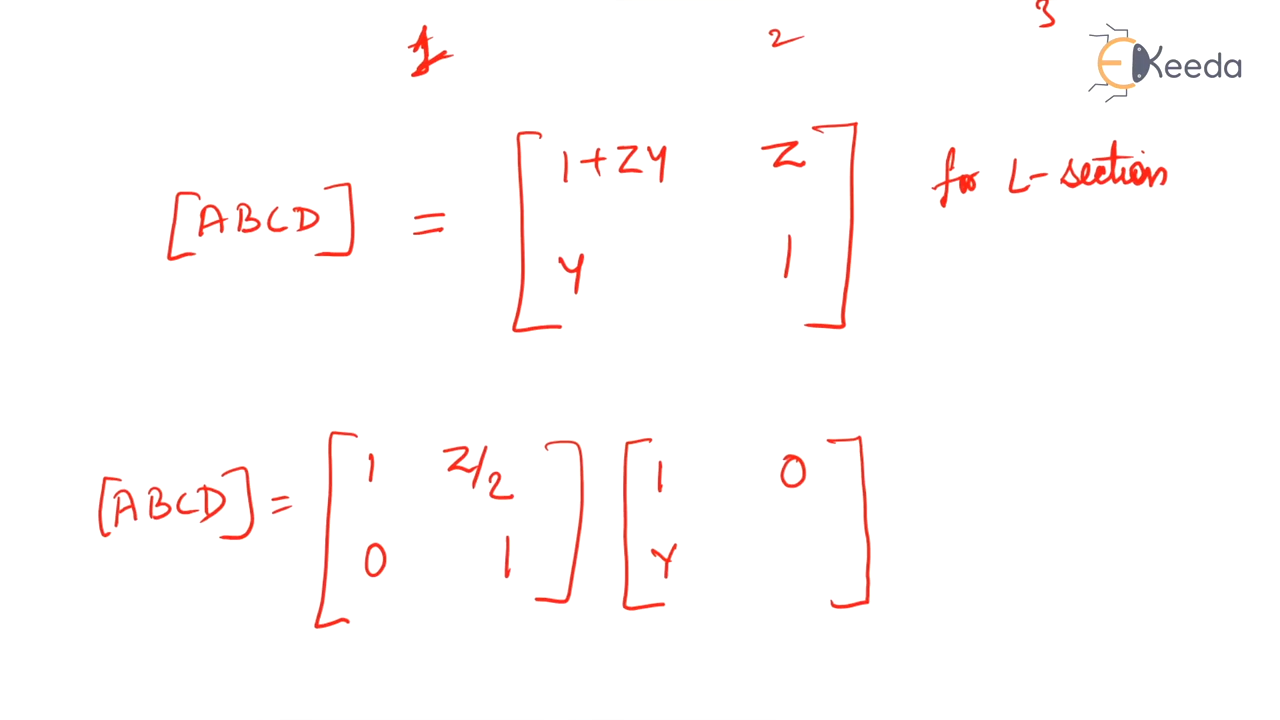 1 2 3
EKeeda
[ABCD] = [1+ZY Z
Y 1] for L-section
[ABCD] = [1 Z/2
0 1] [1 0
Y ]